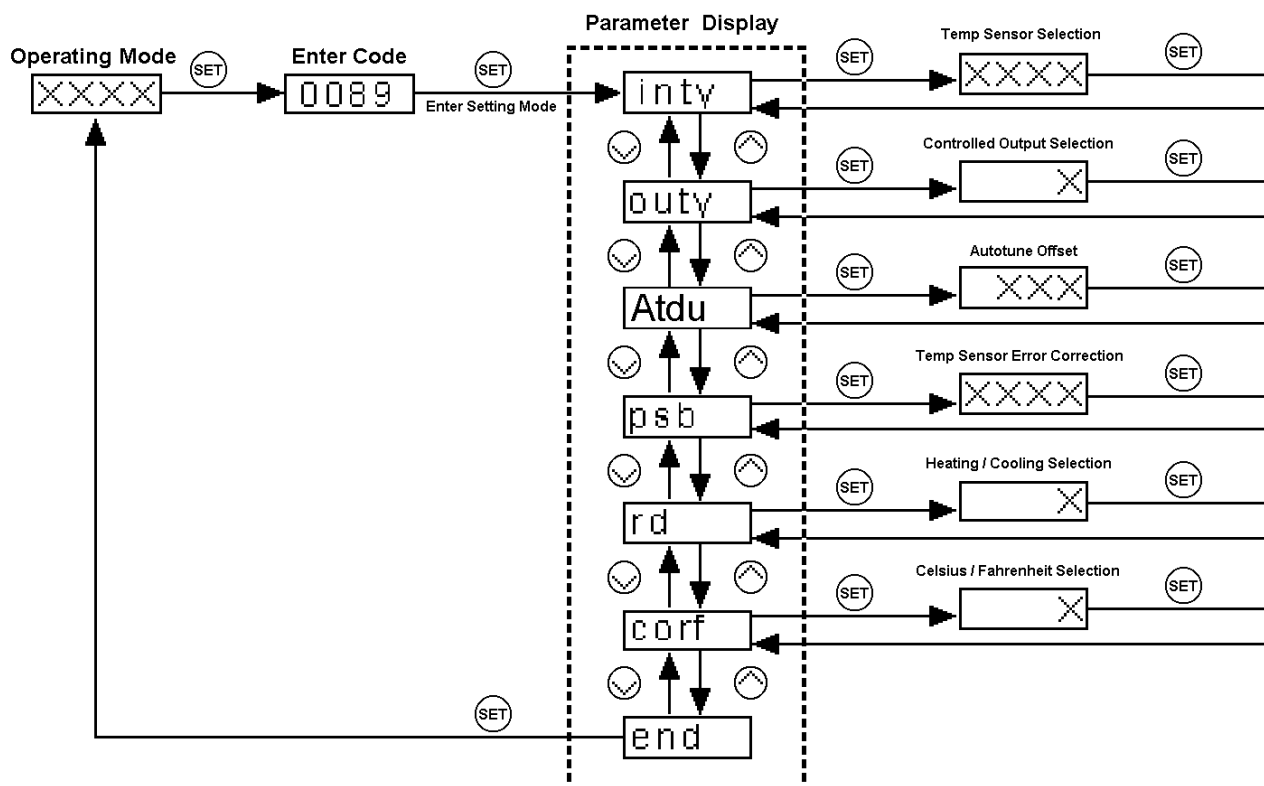 Parameter Display
Operating Mode
SET
Enter Code
SET
SET
Temp Sensor Selection
SET
XXXX
0089
Enter Setting Mode
inty
XXXX
Controlled Output Selection
SET
SET
outy
X
Autotune Offset
SET
SET
Atdu
XXX
Temp Sensor Error Correction
SET
SET
psb
XXXX
Heating / Cooling Selection
SET
SET
rd
X
Celsius / Fahrenheit Selection
SET
SET
corf
X
SET
end